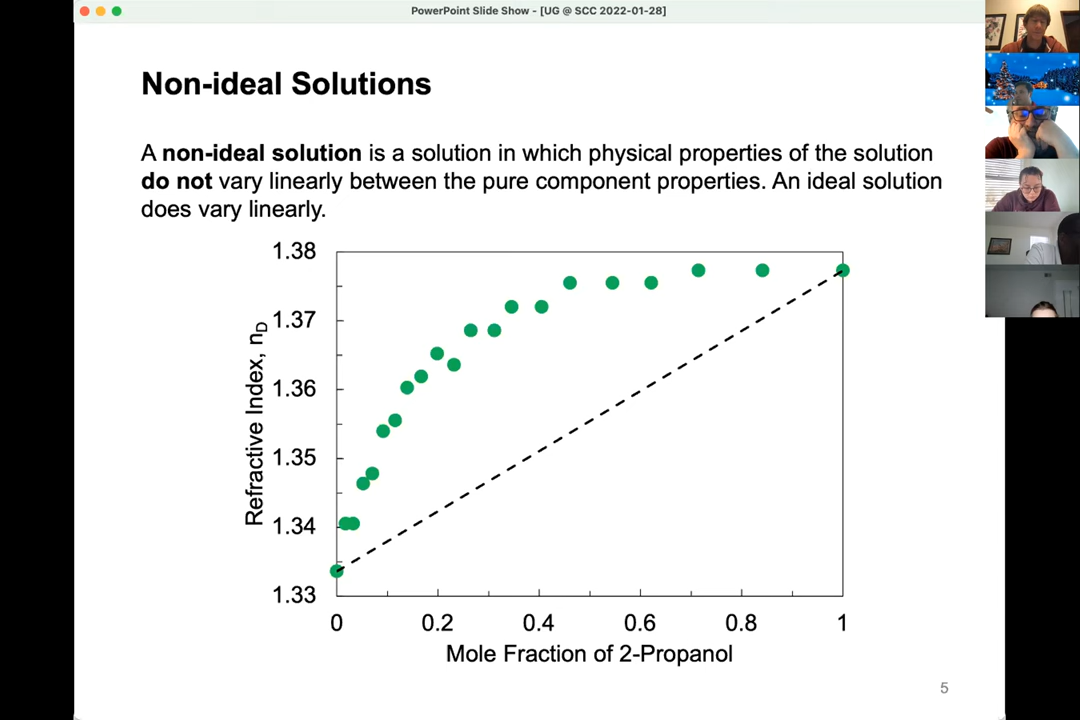 PowerPoint Slide Show - [UG @ SCC 2022-01-28]
Non-ideal Solutions
A non-ideal solution is a solution in which physical properties of the solution
do not vary linearly between the pure component properties. An ideal solution
does vary linearly.
1.38
1.37
1.36
1.35
1.34
1.33
Refractive Index, nD
0 0.2 0.4 0.6 0.8 1
Mole Fraction of 2-Propanol
5